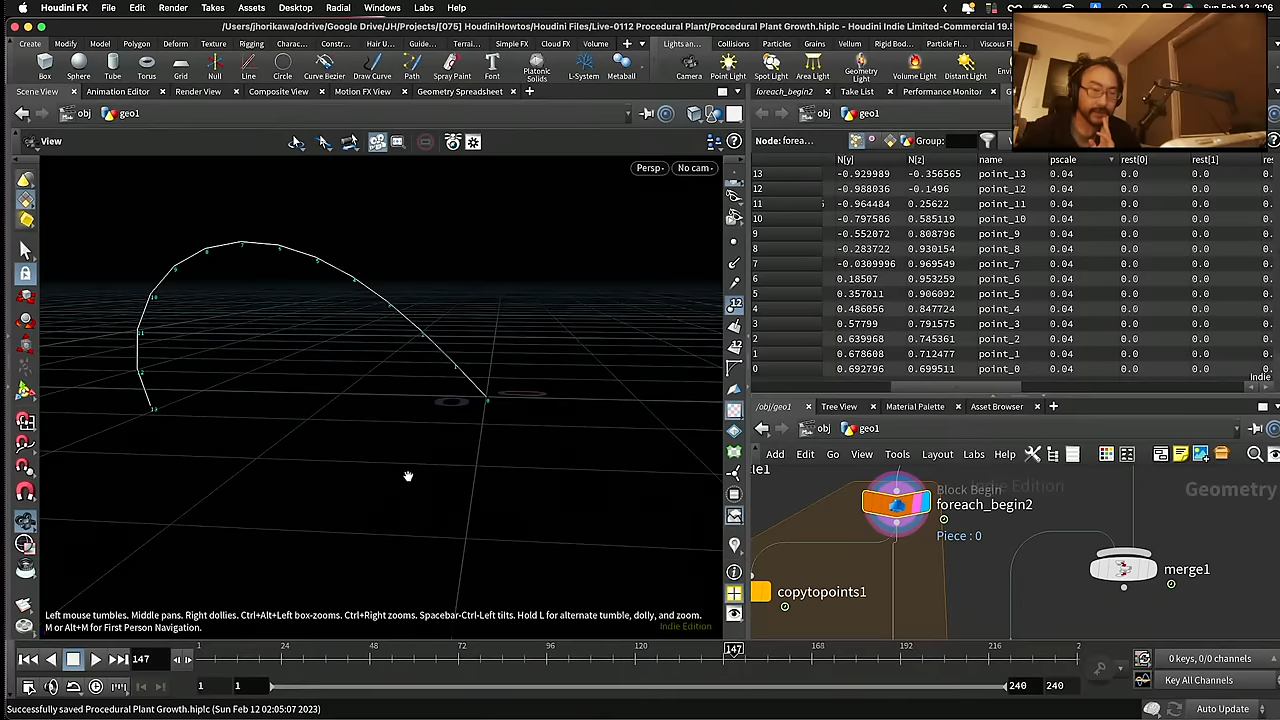 Houdini FX File Edit Render Takes Assets Desktop Radial Windows Labs Projects Help Sun Feb 12 2:06
/Users/jhorikawa/odrive/Google Drive/JH/Projects/[075] HoudiniHowtos/Houdini Files/Live-0112 Procedural Plant/Procedural Plant Growth.hiplc - Houdini Indie Limited-Commercial 19.5
Create Modify Model Polygon Deform Texture Rigging Charac... Constr... Hair U... Guide... Terrai... Simple FX Cloud FX Volume Lights an... Collisions Particles Grains Vellum Rigid Bod... Particle Fl... Viscous
Box Sphere Tube Torus Grid Null Line Circle Curve Bezier Draw Curve Path Spray Paint Font Platonic Solids L-System Metaball Camera Point Light Spot Light Area Light Geometry Light Volume Light Distant Light
Scene View Animation Editor Render View Composite View Motion FX View Geometry Spreadsheet foreach_begin2 Take List Performance Monitor
obj geo1 obj geo1
View Node: forea... Group:
Persp No cam
N[y] N[z] name pscale rest[0] rest[1]
13 -0.929989 -0.356565 point_13 0.04 0.0 0.0
12 -0.988036 -0.1496 point_12 0.04 0.0 0.0
11 -0.964484 0.25622 point_11 0.04 0.0 0.0
10 -0.797586 0.585119 point_10 0.04 0.0 0.0
9 -0.552072 0.808796 point_9 0.04 0.0 0.0
8 -0.283722 0.930154 point_8 0.04 0.0 0.0
7 -0.0309996 0.969549 point_7 0.04 0.0 0.0
6 0.18507 0.953259 point_6 0.04 0.0 0.0
5 0.357011 0.906092 point_5 0.04 0.0 0.0
4 0.486056 0.847724 point_4 0.04 0.0 0.0
3 0.57799 0.791575 point_3 0.04 0.0 0.0
2 0.639968 0.745361 point_2 0.04 0.0 0.0
1 0.678608 0.712477 point_1 0.04 0.0 0.0
0 0.692796 0.699511 point_0 0.04 0.0 0.0
Indie
/obj/geo1 Tree View Material Palette Asset Browser
obj geo1
Add Edit Go View Tools Layout Labs Help
Indie Edition Geometry
Block Begin
foreach_begin2
Piece : 0
merge1
copytopoints1
Left mouse tumbles. Middle pans. Right dollies. Ctrl+Alt+Left box-zooms. Ctrl+Right zooms. Spacebar-Ctrl-Left tilts. Hold L for alternate tumble, dolly, and zoom.
M or Alt+M for First Person Navigation.
Indie Edition
147 1 24 48 72 96 120 147 168 192 216 2
0 keys, 0/0 channels
1 1 240 240 Key All Channels
Successfully saved Procedural Plant Growth.hiplc (Sun Feb 12 02:05:07 2023) Auto Update